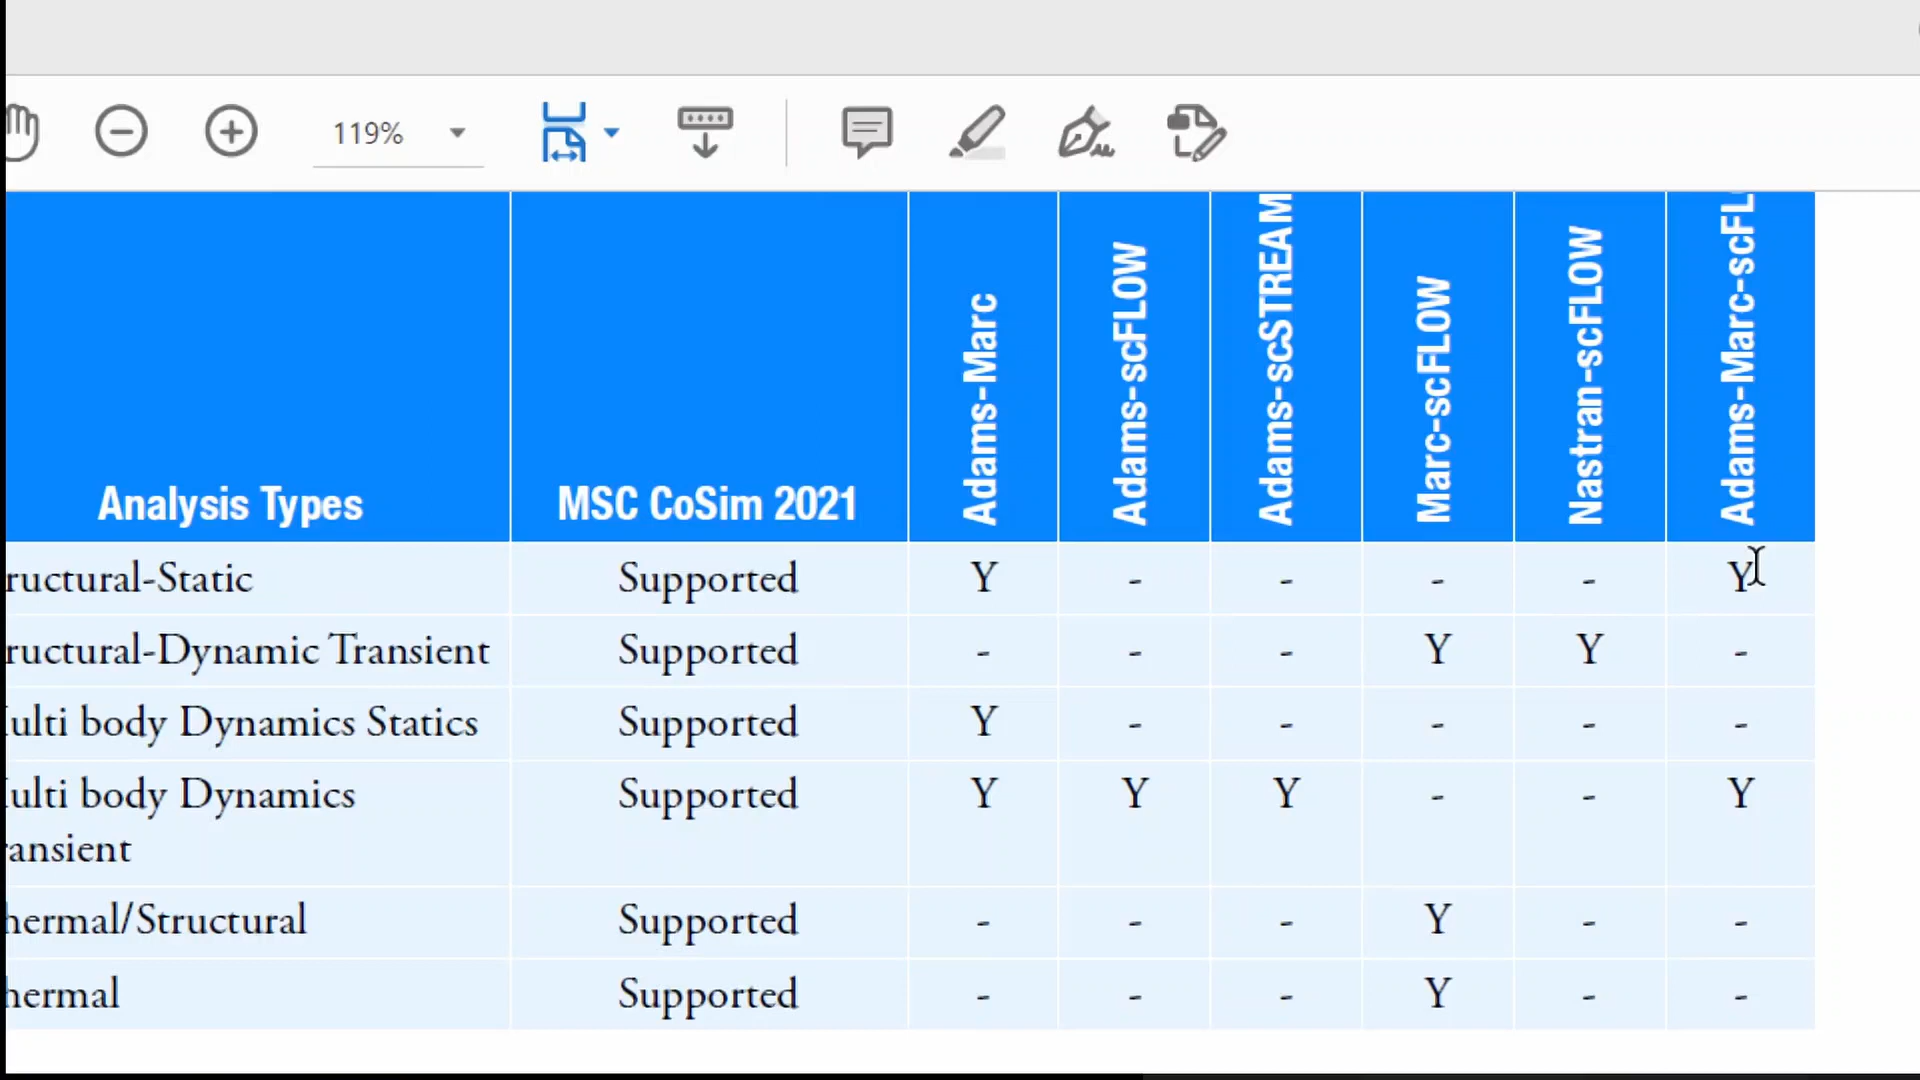 119%
Analysis Types MSC CoSim 2021 Adams-Marc Adams-scFLOW Adams-scSTREAM Marc-scFLOW Nastran-scFLOW Adams-Marc-scFL
ructural-Static Supported Y - - - - Y
ructural-Dynamic Transient Supported - - - Y Y -
ulti body Dynamics Statics Supported Y - - - - -
ulti body Dynamics Supported Y Y Y - - Y
ansient
hermal/Structural Supported - - - Y - -
hermal Supported - - - Y - -